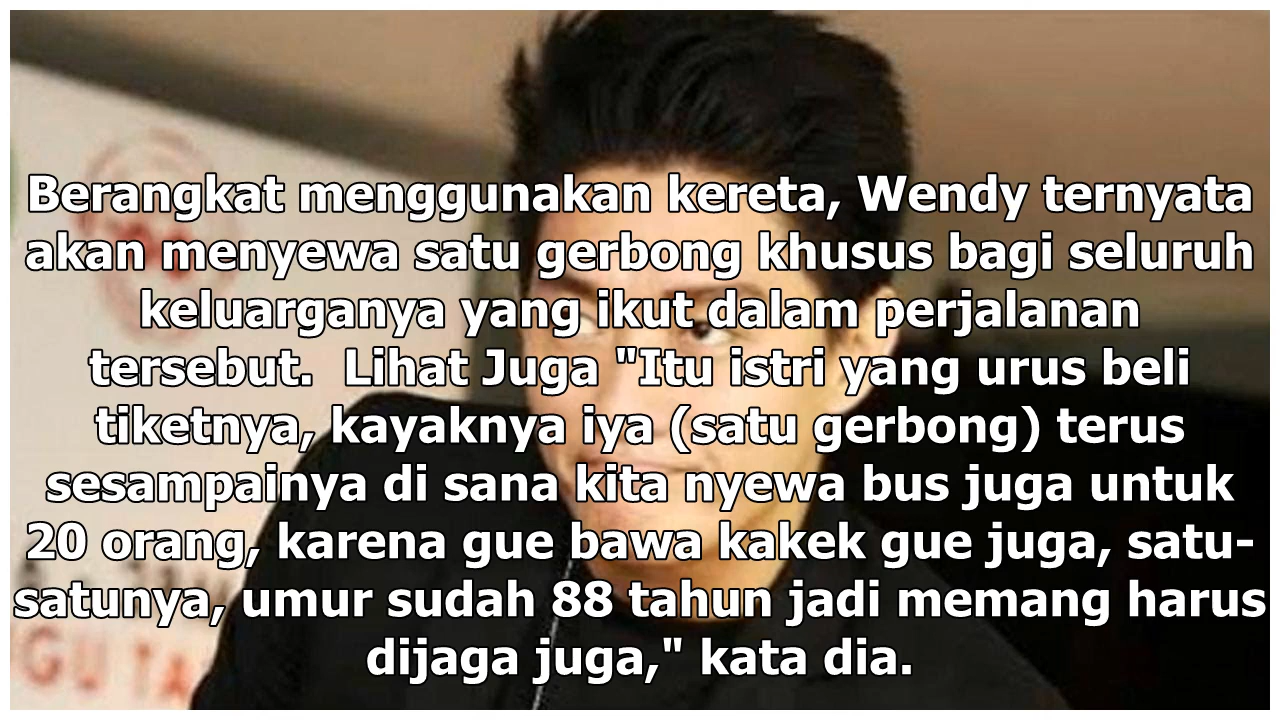 Berangkat menggunakan kereta, Wendy ternyata
akan menyewa satu gerbong khusus bagi seluruh
keluarganya yang ikut dalam perjalanan
tersebut.  Lihat Juga "Itu istri yang urus beli
tiketnya, kayaknya iya (satu gerbong) terus
sesampainya di sana kita nyewa bus juga untuk
20 orang, karena gue bawa kakek gue juga, satu-
satunya, umur sudah 88 tahun jadi memang harus
dijaga juga," kata dia.